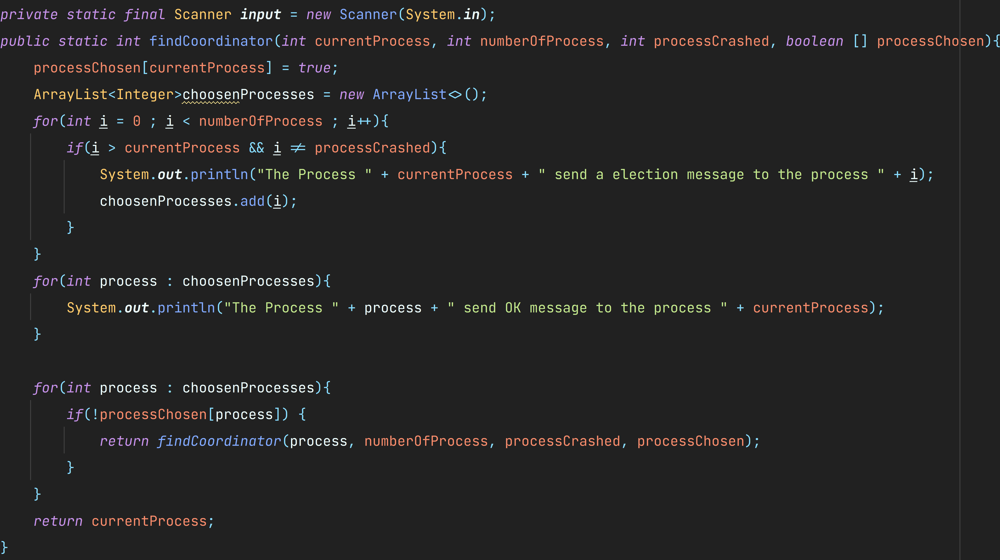 private static final Scanner input = new Scanner(System.in);
public static int findCoordinator(int currentProcess, int numberOfProcess, int processCrashed, boolean [] processChosen){
    processChosen[currentProcess] = true;
    ArrayList<Integer>choosenProcesses = new ArrayList<>();
    for(int i = 0 ; i < numberOfProcess ; i++){
        if(i > currentProcess && i != processCrashed){
            System.out.println("The Process " + currentProcess + " send a election message to the process " + i);
            choosenProcesses.add(i);
        }
    }
    for(int process : choosenProcesses){
        System.out.println("The Process " + process + " send OK message to the process " + currentProcess);
    }
    for(int process : choosenProcesses){
        if(!processChosen[process]) {
            return findCoordinator(process, numberOfProcess, processCrashed, processChosen);
        }
    }
    return currentProcess;
}